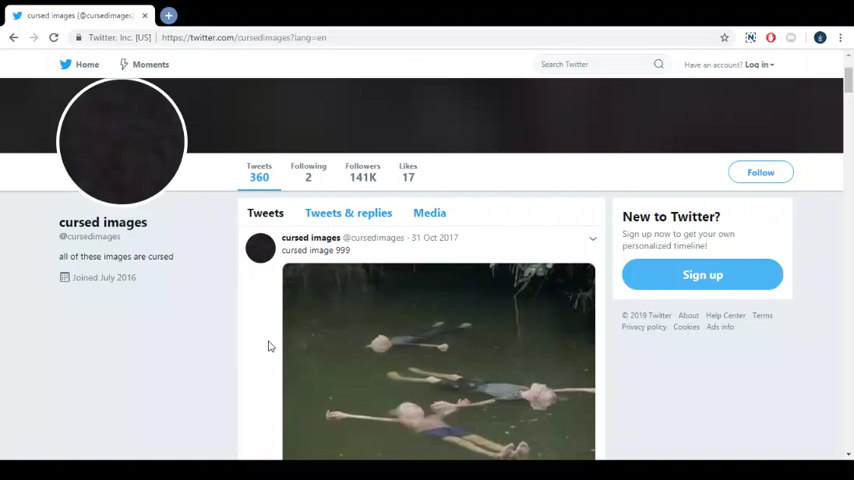 cursed images (@cursedimages)
Twitter, Inc. [US] https://twitter.com/cursedimages?lang=en
Home Moments Search Twitter Have an account? Log in
Tweets Following Followers Likes
360 2 141K 17
Follow
cursed images
@cursedimages
all of these images are cursed
Joined July 2016
Tweets Tweets & replies Media
cursed images @cursedimages · 31 Oct 2017
cursed image 999
New to Twitter?
Sign up now to get your own
personalized timeline!
Sign up
© 2019 Twitter About Help Center Terms
Privacy policy Cookies Ads info